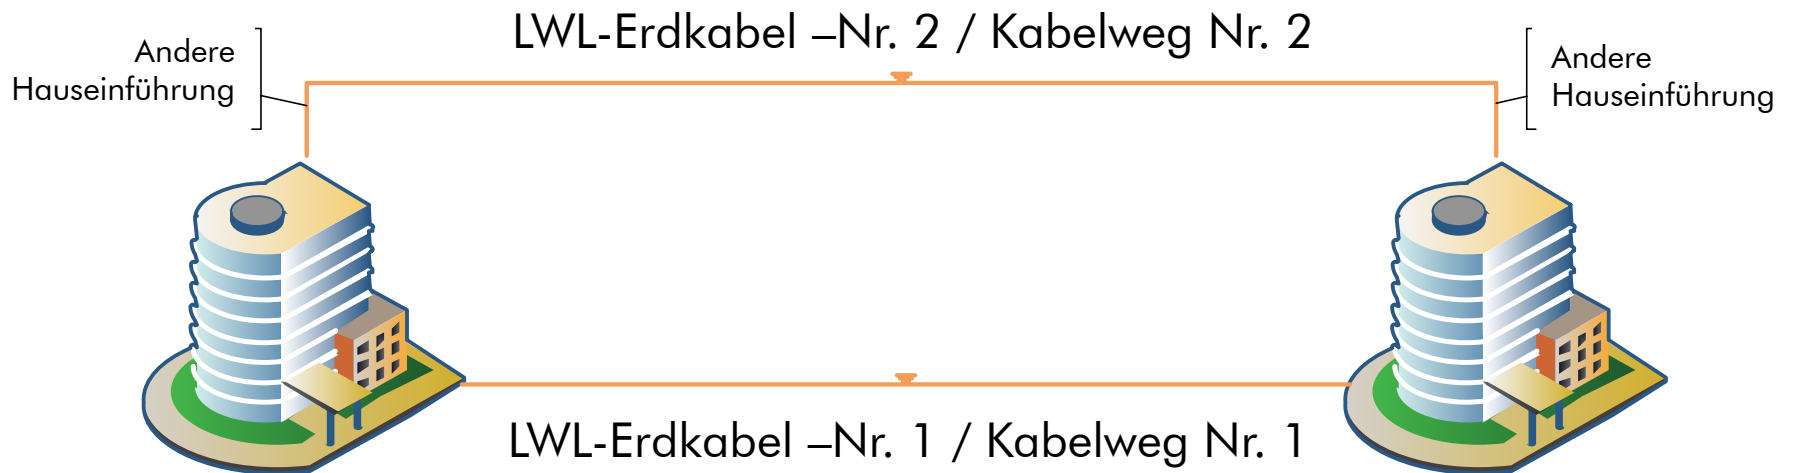 LWL-Erdkabel –Nr. 2 / Kabelweg Nr. 2
Andere
Hauseinführung
Andere
Hauseinführung
LWL-Erdkabel –Nr. 1 / Kabelweg Nr. 1